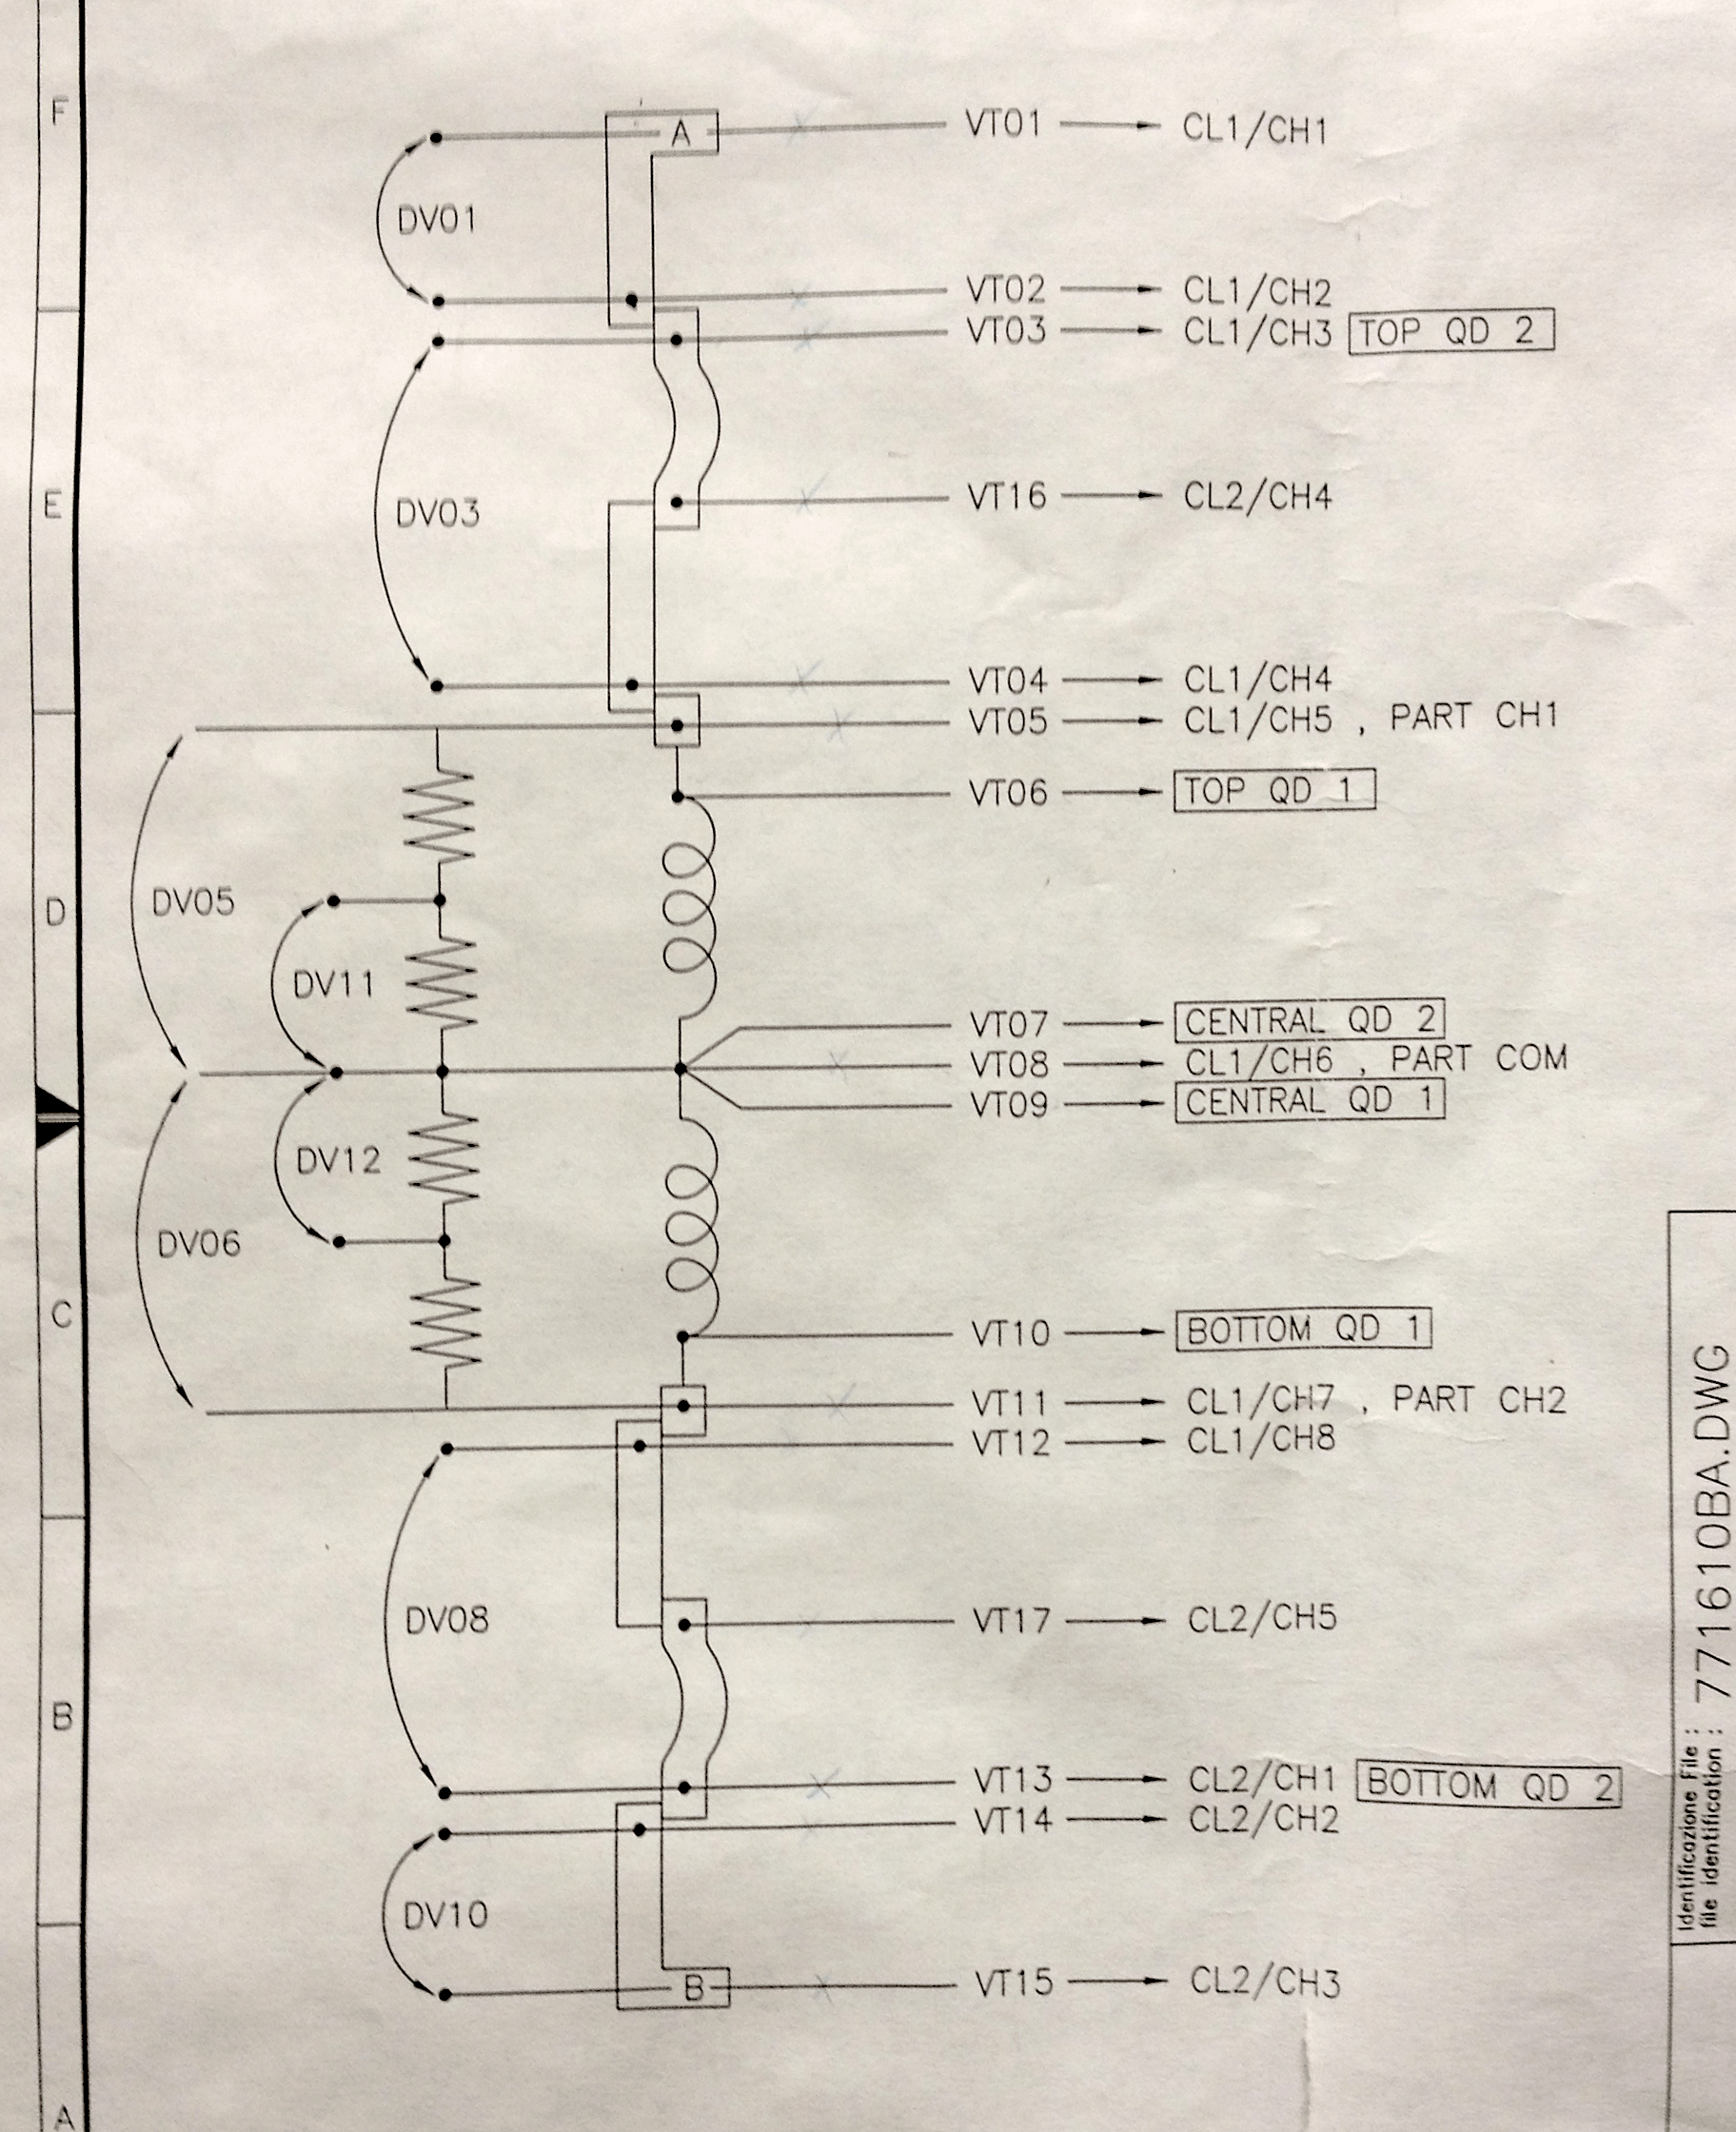 F
A VT01 CL1/CH1
DV01
VT02 CL1/CH2
VT03 CL1/CH3 TOP QD 2
E
VT16 CL2/CH4
DV03
VT04 CL1/CH4
VT05 CL1/CH5 , PART CH1
VT06 TOP QD 1
D
DV05
DV11
VT07 CENTRAL QD 2
VT08 CL1/CH6 , PART COM
VT09 CENTRAL QD 1
DV12
DV06
C
VT10 BOTTOM QD 1
VT11 CL1/CH7 , PART CH2
VT12 CL1/CH8
DV08
VT17 CL2/CH5
B
VT13 CL2/CH1 BOTTOM QD 2
VT14 CL2/CH2
DV10
B VT15 CL2/CH3
A
Identificazione File :
file identification : 7716610BA.DWG